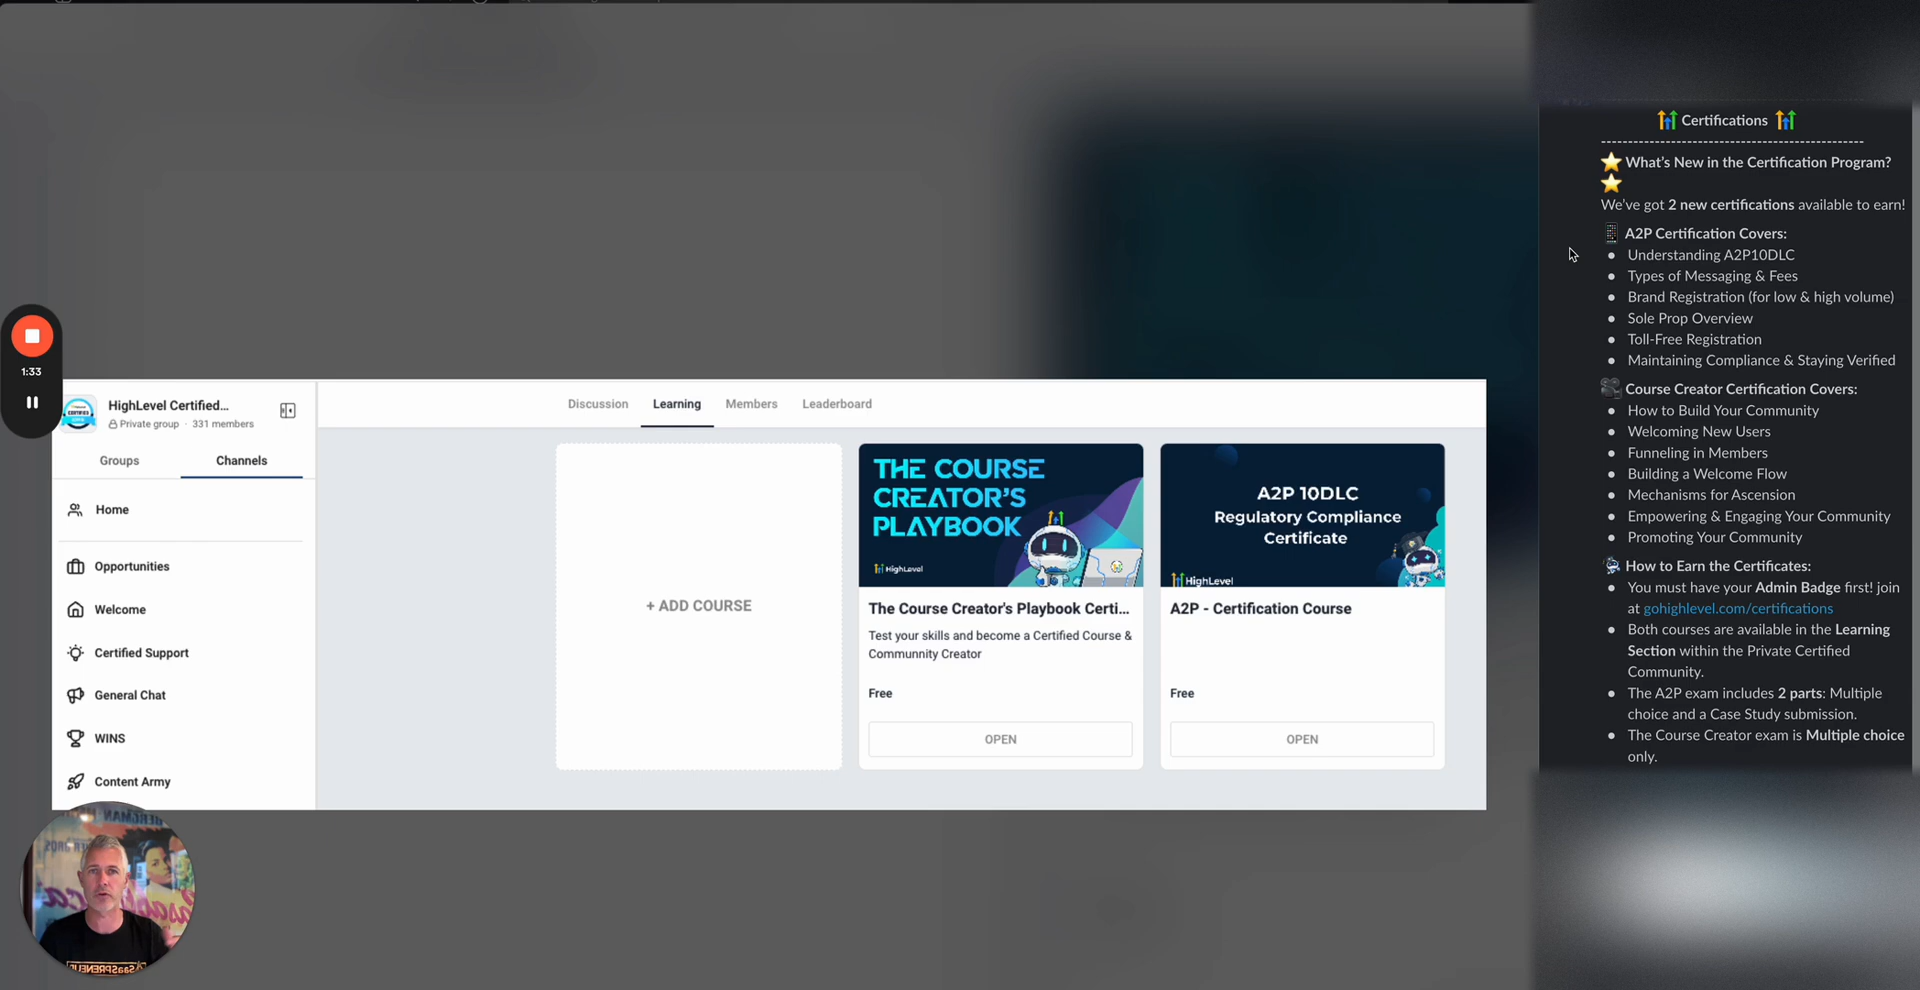 1:33
HighLevel Certified...
Private group · 331 members
Groups
Channels
Home
Opportunities
Welcome
Certified Support
General Chat
WINS
Content Army
Discussion
Learning
Members
Leaderboard
+ ADD COURSE
THE COURSE
CREATOR'S
PLAYBOOK
HighLevel
The Course Creator's Playbook Certi...
Test your skills and become a Certified Course &
Communnity Creator
Free
OPEN
A2P 10DLC
Regulatory Compliance
Certificate
HighLevel
A2P - Certification Course
Free
OPEN
Certifications
------------------------------------------------
What's New in the Certification Program?
We've got 2 new certifications available to earn!
A2P Certification Covers:
• Understanding A2P10DLC
• Types of Messaging & Fees
• Brand Registration (for low & high volume)
• Sole Prop Overview
• Toll-Free Registration
• Maintaining Compliance & Staying Verified
Course Creator Certification Covers:
• How to Build Your Community
• Welcoming New Users
• Funneling in Members
• Building a Welcome Flow
• Mechanisms for Ascension
• Empowering & Engaging Your Community
• Promoting Your Community
How to Earn the Certificates:
• You must have your Admin Badge first! join
at gohighlevel.com/certifications
• Both courses are available in the Learning
Section within the Private Certified
Community.
• The A2P exam includes 2 parts: Multiple
choice and a Case Study submission.
• The Course Creator exam is Multiple choice
only.